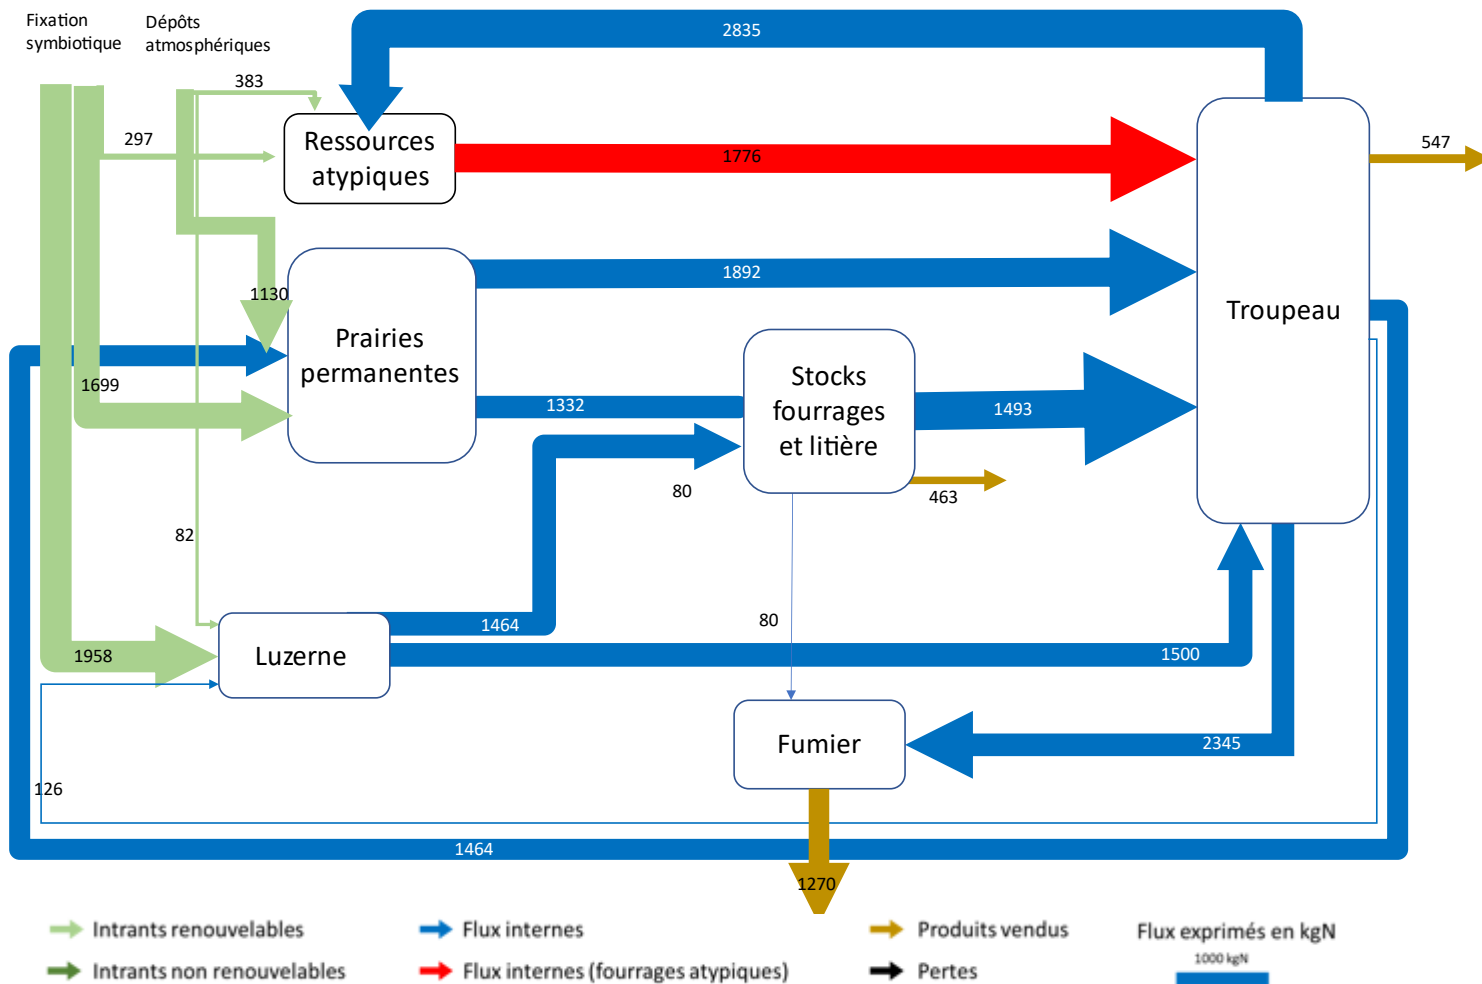 Fixation
symbiotique
Dépôts
atmosphériques
2835
383
297
Ressources
atypiques
1776
547
1130
1892
Troupeau
Prairies
permanentes
1699
1332
Stocks
fourrages
et litière
1493
80
463
82
1464
80
1958
Luzerne
1500
Fumier
2345
126
1464
1270
Intrants renouvelables
Flux internes
Produits vendus
Flux exprimés en kgN
Intrants non renouvelables
Flux internes (fourrages atypiques)
Pertes
1000 kgN